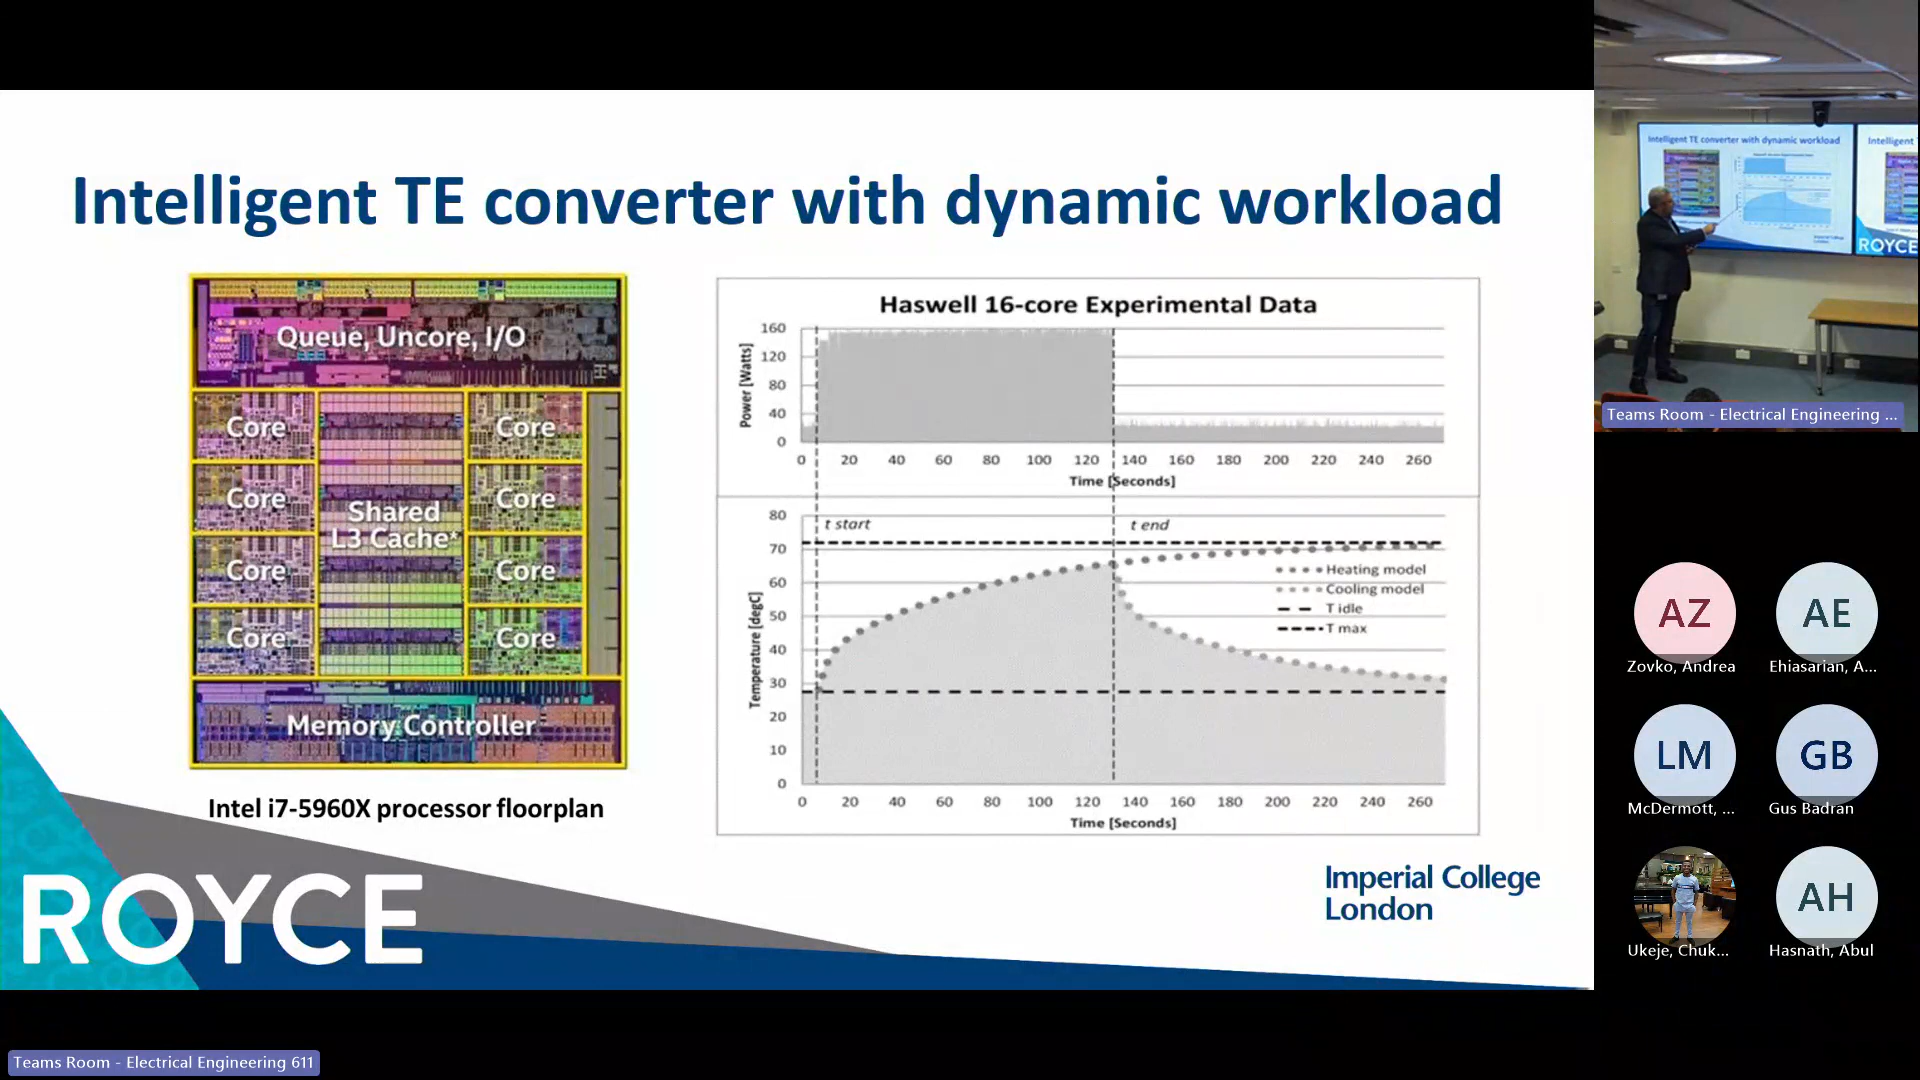 Intelligent TE converter with dynamic workload
Queue, Uncore, I/O
Core
Core
Core
Core
Shared
L3 Cache*
Core
Core
Core
Core
Memory Controller
Intel i7-5960X processor floorplan
Haswell 16-core Experimental Data
Power [Watts]
160
120
80
40
0
0 20 40 60 80 100 120 140 160 180 200 220 240 260
Time [Seconds]
Temperature [degC]
80
70
60
50
40
30
20
10
0
t start
t end
Heating model
Cooling model
T idle
T max
0 20 40 60 80 100 120 140 160 180 200 220 240 260
Time [Seconds]
ROYCE
Imperial College
London
Teams Room - Electrical Engineering 611
Intelligent TE converter with dynamic workload
Intelligent T
ROYCE
Teams Room - Electrical Engineering ...
AZ
Zovko, Andrea
AE
Ehiasarian, A...
LM
McDermott, ...
GB
Gus Badran
Ukeje, Chuk...
AH
Hasnath, Abul